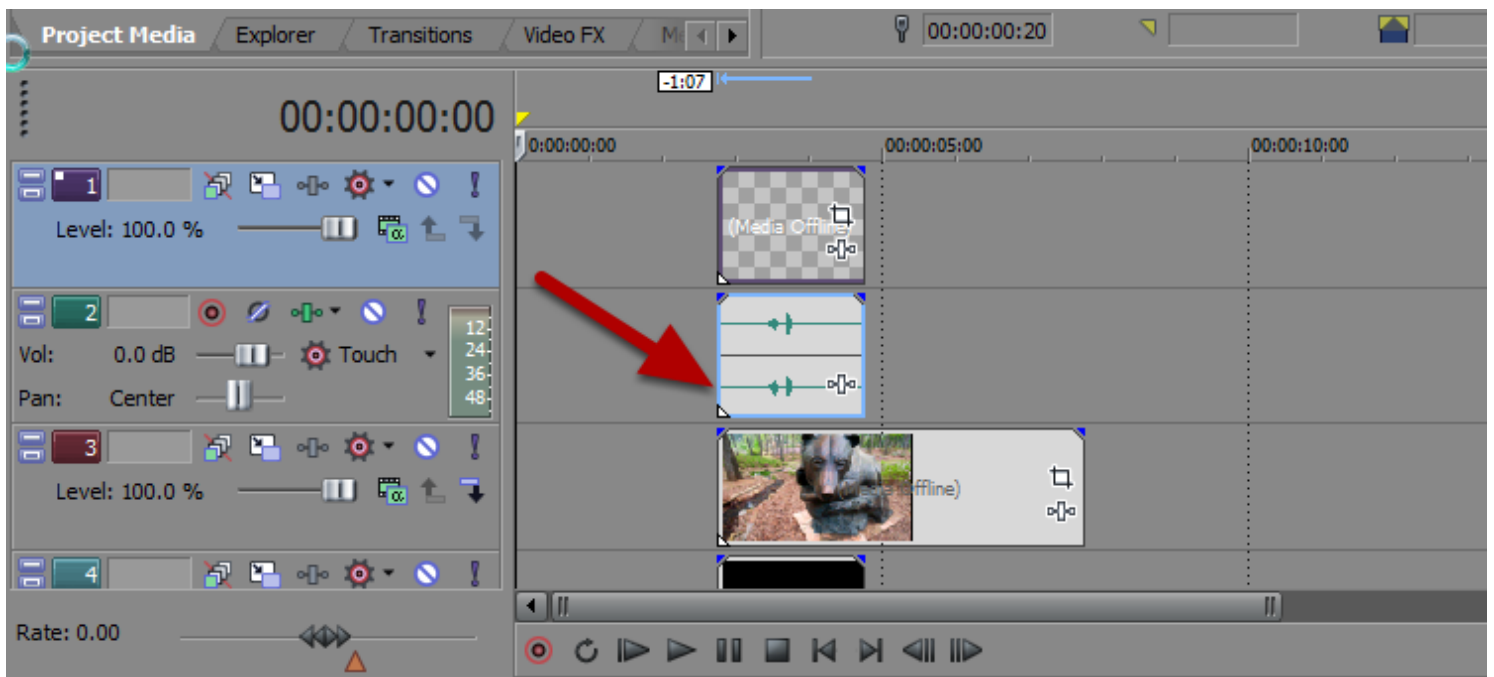 Project Media Explorer Transitions Video FX
00:00:00:20
-1:07
00:00:00:00
0:00:00:00 00:00:05:00 00:00:10:00
1
Level: 100.0 %
(Media Offline)
2
12
Vol: 0.0 dB Touch 24
36
Pan: Center 48
3
Level: 100.0 %
4
Rate: 0.00